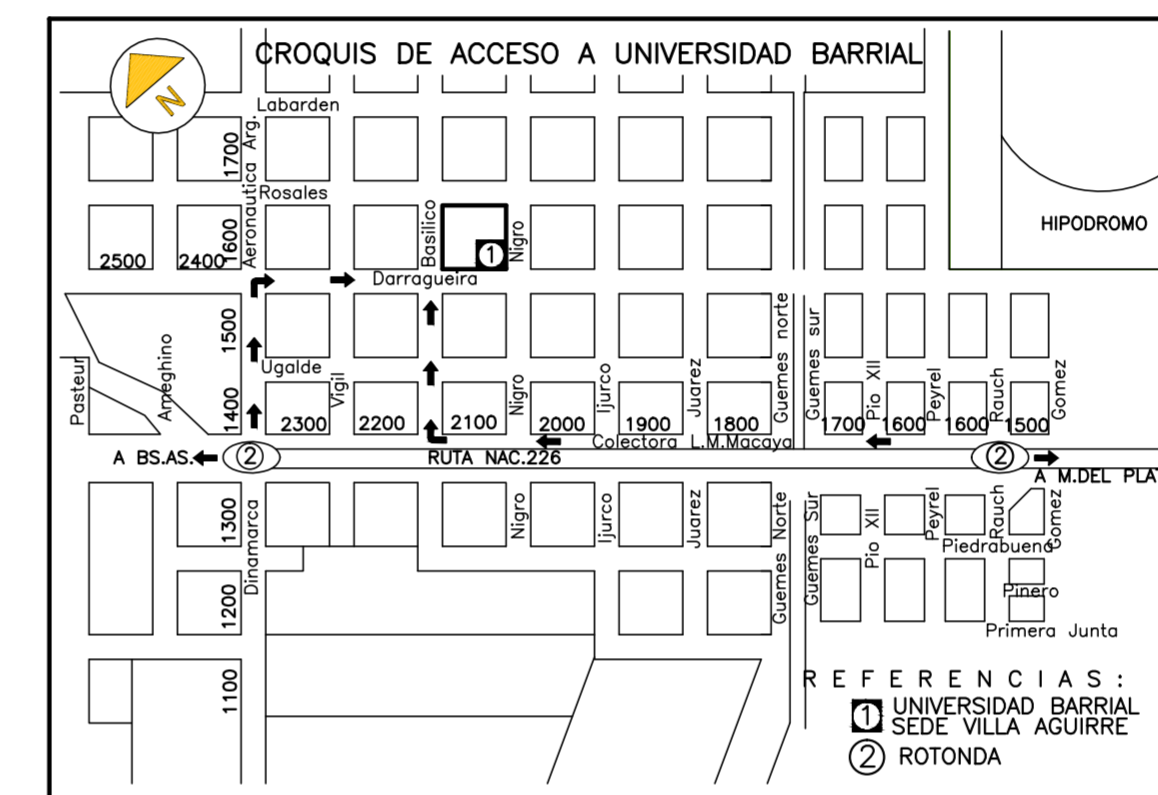 CROQUIS DE ACCESO A UNIVERSIDAD BARRIAL
N
Labarden
1700
Aeronautica Arg.
Rosales
HIPODROMO
2500
2400
1600
Basilico
1
Nigro
Darragueira
1500
Guemes norte
Guemes sur
Pasteur
Ameghino
Ugalde
1400
2300
Vigil
2200
2100
Nigro
2000
Ijurco
1900
Juarez
1800
1700
Pio XII
1600
Peyrel
1600
Rauch
1500
Gomez
Colectora L.M.Macaya
A BS.AS.
2
RUTA NAC.226
2
A M.DEL PLA
1300
Dinamarca
Nigro
Ijurco
Juarez
Guemes Norte
Guemes Sur
Pio XII
Peyrel
Rauch
Gomez
Piedrabuena
1200
Pinero
Primera Junta
1100
REFERENCIAS:
1 UNIVERSIDAD BARRIAL
SEDE VILLA AGUIRRE
2 ROTONDA